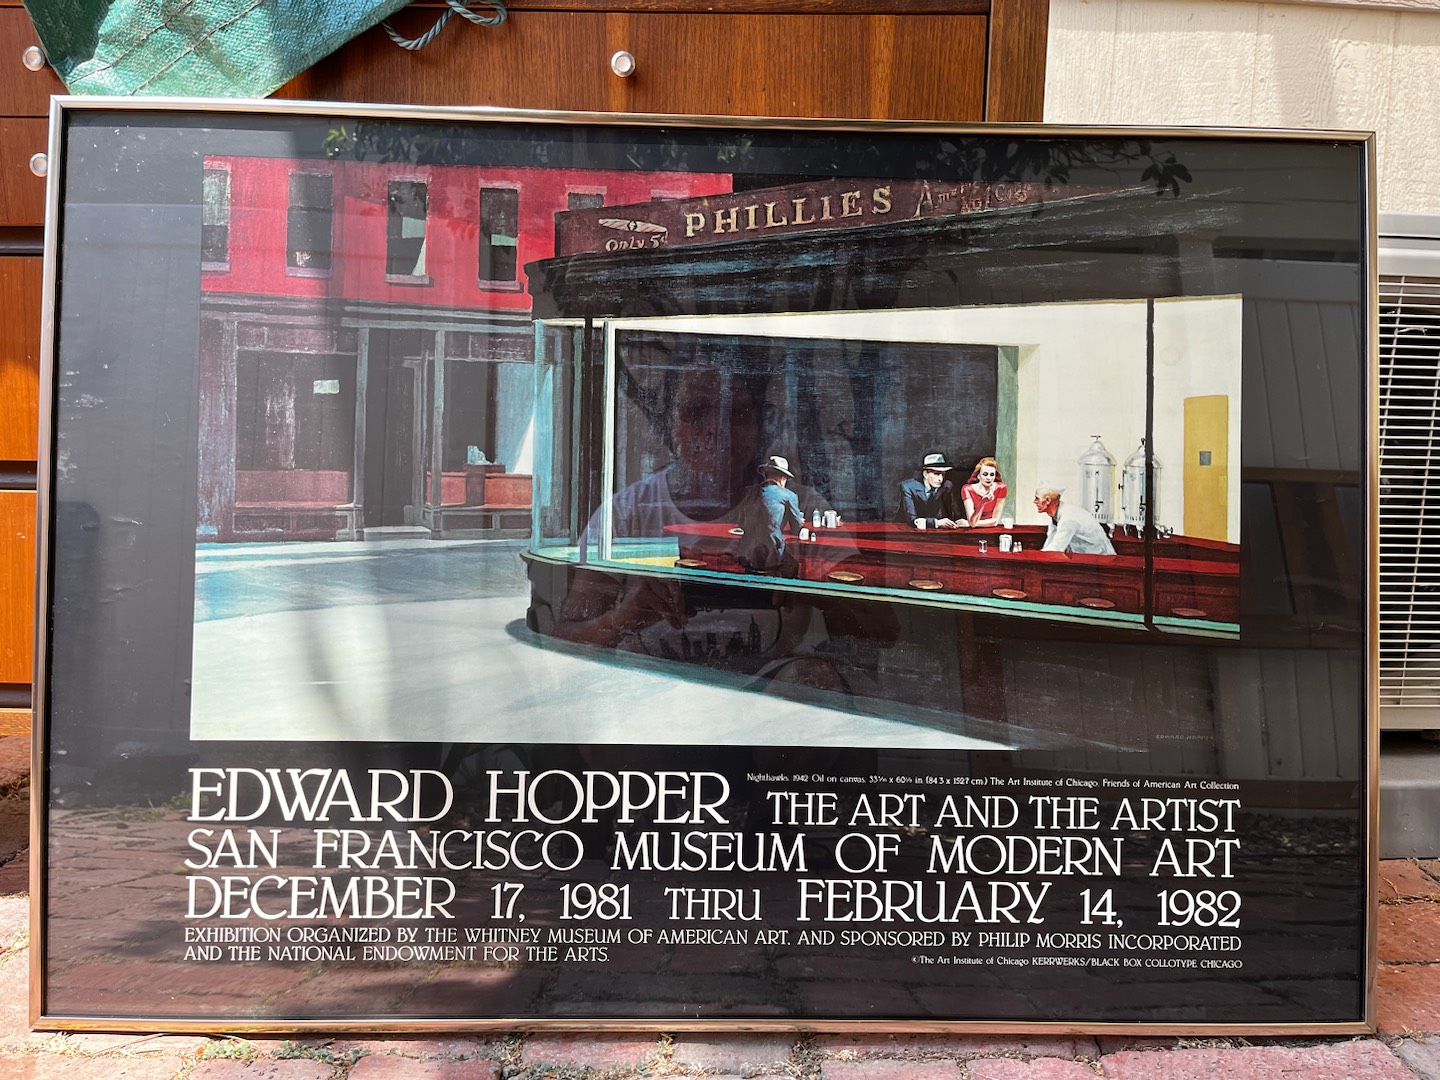 Only 5¢ PHILLIES
EDWARD HOPPER
EDWARD HOPPER Nighthawks, 1942 Oil on canvas, 33 1/16 x 60 1/8 in (84.3 x 152.7 cm.) The Art Institute of Chicago, Friends of American Art Collection
THE ART AND THE ARTIST
SAN FRANCISCO MUSEUM OF MODERN ART
DECEMBER 17, 1981 THRU FEBRUARY 14, 1982
EXHIBITION ORGANIZED BY THE WHITNEY MUSEUM OF AMERICAN ART, AND SPONSORED BY PHILIP MORRIS INCORPORATED
AND THE NATIONAL ENDOWMENT FOR THE ARTS.
©The Art Institute of Chicago KERRWERKS/BLACK BOX COLLOTYPE CHICAGO